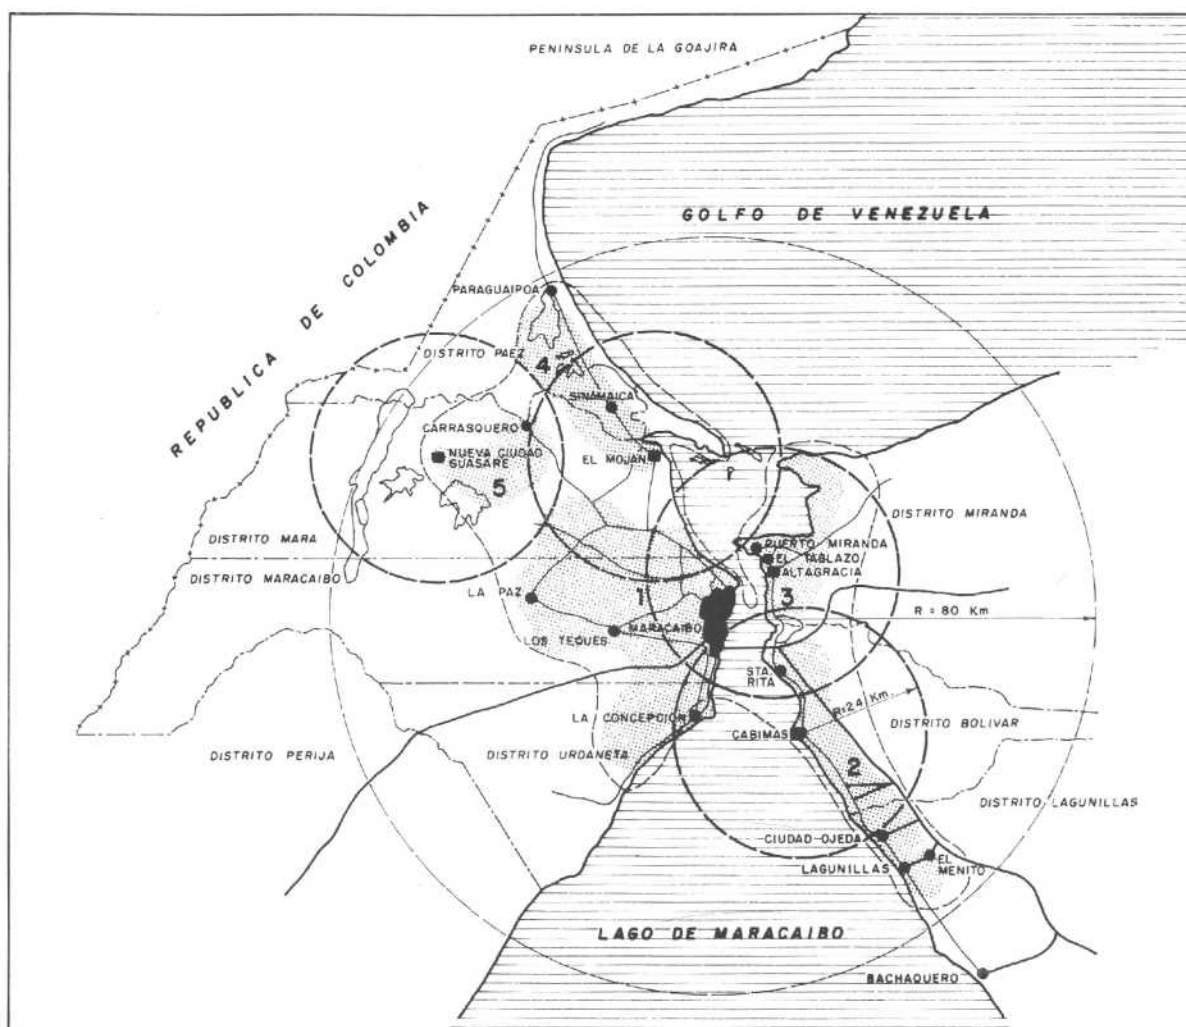 PENINSULA DE LA GOAJIRA
REPUBLICA DE COLOMBIA
GOLFO DE VENEZUELA
PARAGUAIPOA
DISTRITO PAEZ
4
SINAMAICA
CARRASQUERO
NUEVA CIUDAD
GUASARE
EL MOJAN
5
DISTRITO MIRANDA
DISTRITO MARA
PUERTO MIRANDA
EL TABLAZO
DISTRITO MARACAIBO
ALTAGRACIA
LA PAZ
1
3
R = 80 Km
MARACAIBO
LOS TEQUES
STA.
RITA
R=24 Km
LA CONCEPCION
DISTRITO BOLIVAR
CABIMAS
DISTRITO PERIJA
DISTRITO URDANETA
2
DISTRITO LAGUNILLAS
CIUDAD-OJEDA
EL
MENITO
LAGUNILLAS
LAGO DE MARACAIBO
BACHAQUERO